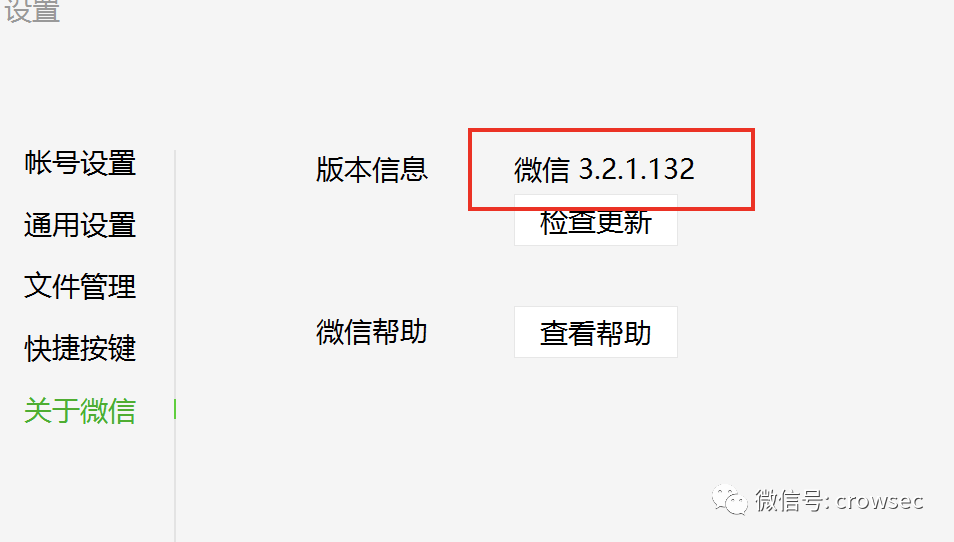 设置
帐号设置
通用设置
文件管理
快捷按键
关于微信
版本信息
微信 3.2.1.132
检查更新
微信帮助
查看帮助
微信号: crowsec